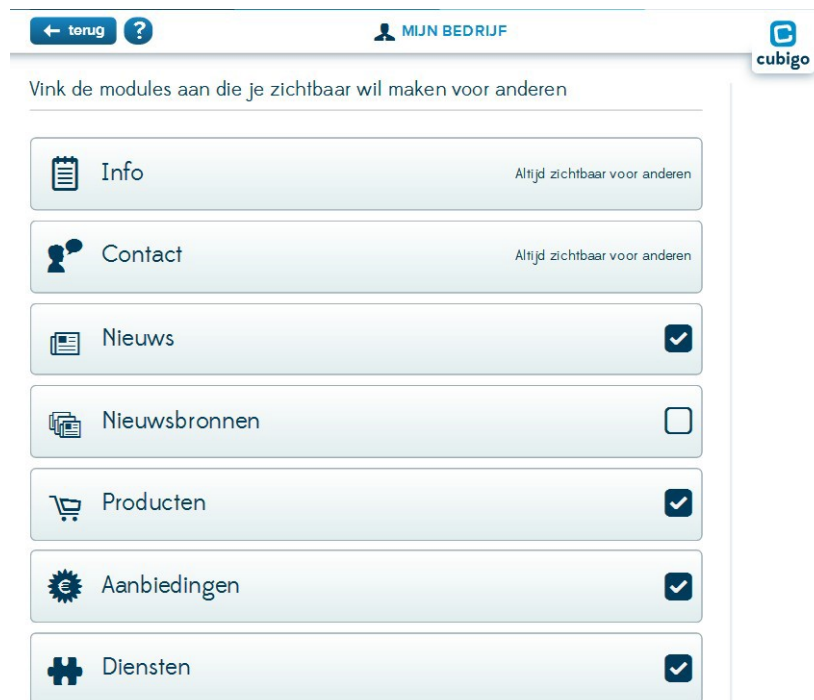 ← terug ? MIJN BEDRIJF
cubigo
Vink de modules aan die je zichtbaar wil maken voor anderen
Info Altijd zichtbaar voor anderen
Contact Altijd zichtbaar voor anderen
Nieuws
Nieuwsbronnen
Producten
Aanbiedingen
Diensten